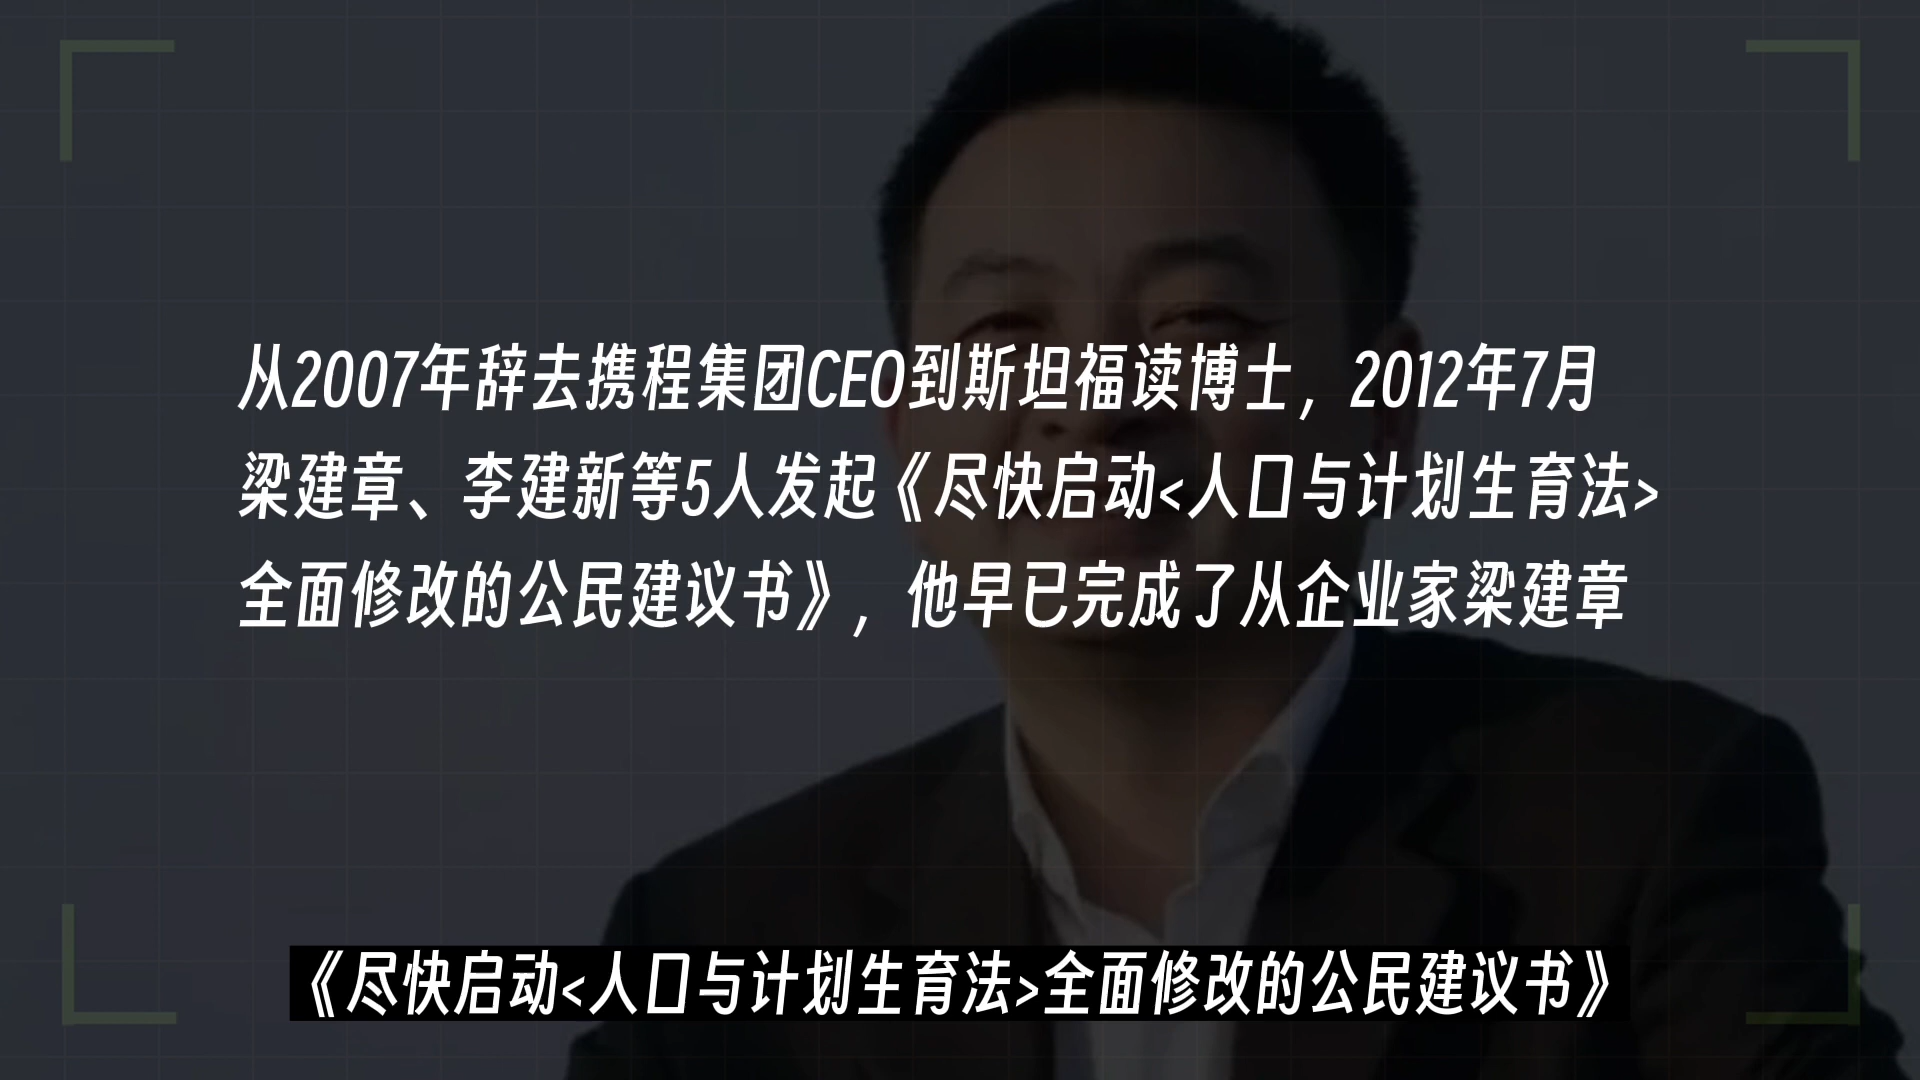 从2007年辞去携程集团CEO到斯坦福读博士，2012年7月
梁建章、李建新等5人发起《尽快启动<人口与计划生育法>
全面修改的公民建议书》，他早已完成了从企业家梁建章
《尽快启动<人口与计划生育法>全面修改的公民建议书》